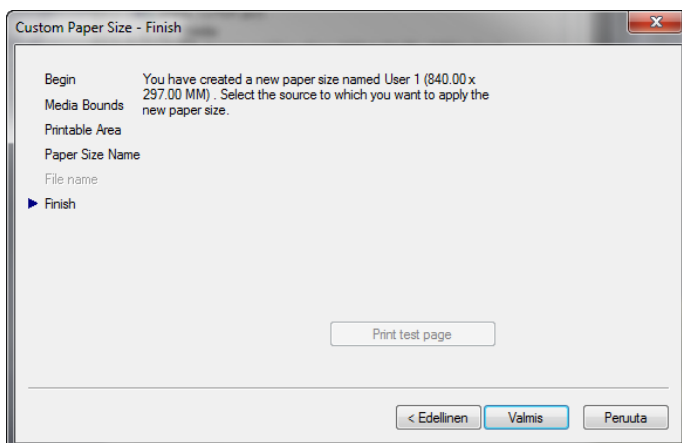 Custom Paper Size - Finish
Begin
Media Bounds
Printable Area
Paper Size Name
File name
Finish
You have created a new paper size named User 1 (840.00 x
297.00 MM) . Select the source to which you want to apply the
new paper size.
Print test page
< Edellinen
Valmis
Peruuta